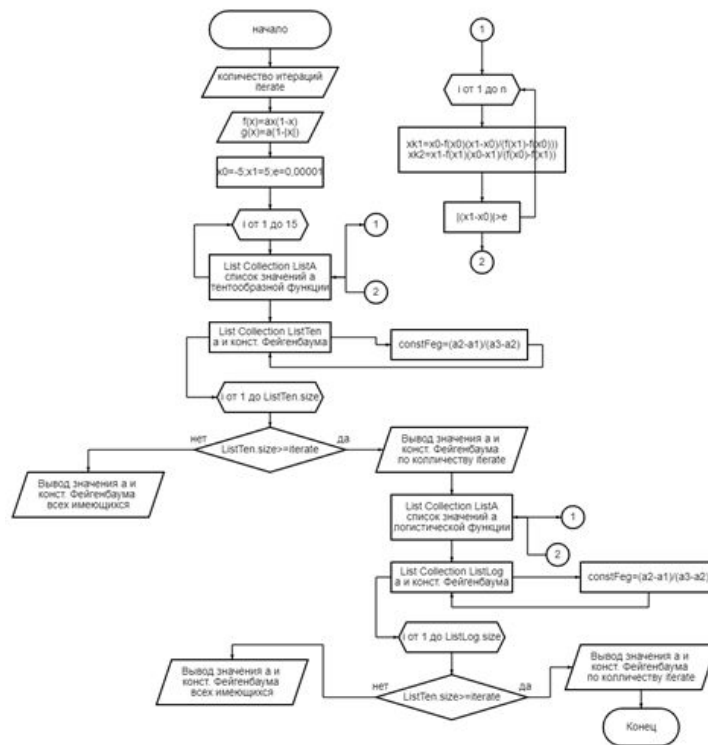 начало
количество итераций
iterate
f(x)=ax(1-x)
g(x)=a(1-|x|)
x0=-5;x1=5;e=0,00001
i от 1 до 15
1
List Collection ListA
список значений а
тентообразной функции
2
List Collection ListTen
а и конст. Фейгенбаума
constFeg=(a2-a1)/(a3-a2)
i от 1 до ListTen.size
нет
ListTen.size>=iterate
да
Вывод значения а и
конст. Фейгенбаума
всех имеющихся
Вывод значения а и
конст. Фейгенбаума
по колличеству iterate
List Collection ListA
список значений а
логистической функции
1
2
List Collection ListLog
а и конст. Фейгенбаума
constFeg=(a2-a1)/(a3-a2)
i от 1 до ListLog.size
нет
ListTen.size>=iterate
да
Вывод значения а и
конст. Фейгенбаума
всех имеющихся
Вывод значения а и
конст. Фейгенбаума
по колличеству iterate
Конец
1
i от 1 до n
xk1=x0-f(x0)(x1-x0)/(f(x1)-f(x0)))
xk2=x1-f(x1)(x0-x1)/(f(x0)-f(x1))
|(x1-x0)|>e
2